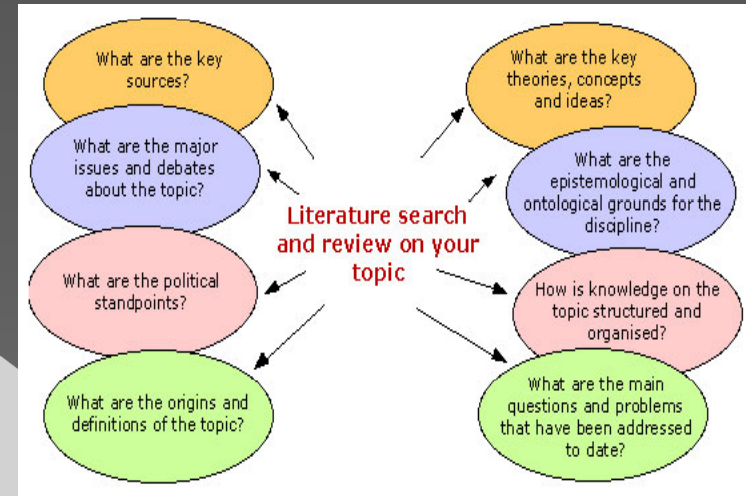 What are the key
sources?
What are the major
issues and debates
about the topic?
What are the political
standpoints?
What are the origins and
definitions of the topic?
Literature search
and review on your
topic
What are the key
theories, concepts
and ideas?
What are the
epistemological and
ontological grounds for the
discipline?
How is knowledge on the
topic structured and
organised?
What are the main
questions and problems
that have been addressed
to date?